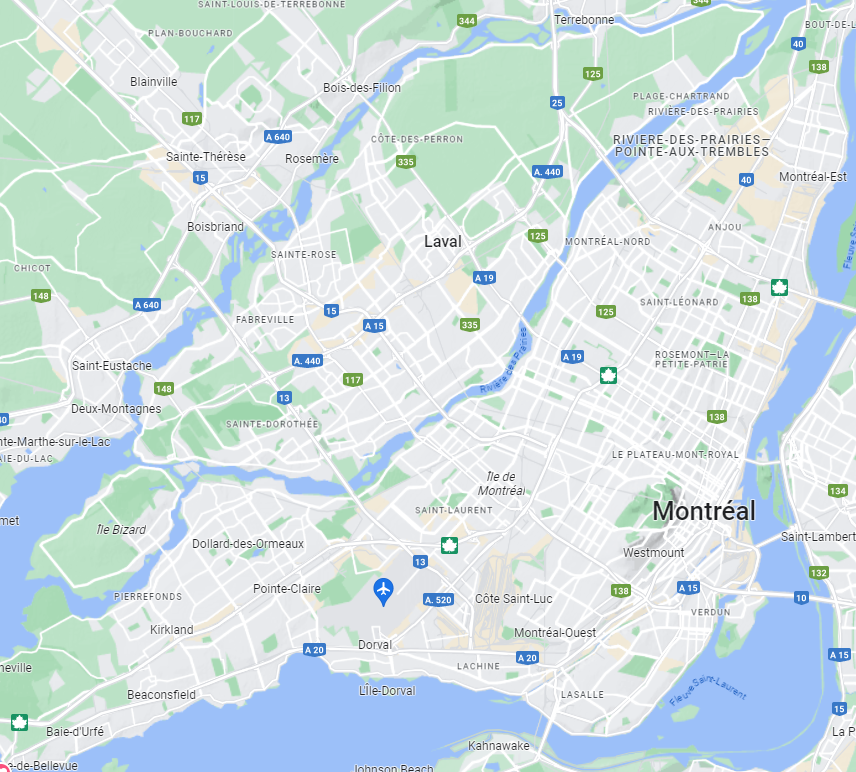 SAINT-LOUIS-DE-TERREBONNE
344
344
Terrebonne
PLAN-BOUCHARD
BOUT-DE-L
40
138
125
Blainville
Bois-des-Filion
PLAGE-CHARTRAND
25
RIVIÈRE-DES-PRAIRIES
117
A 640
CÔTE-DES-PERRON
RIVIERE-DES-PRAIRIES—
POINTE-AUX-TREMBLES
Sainte-Thérèse
Rosemère
335
A. 440
15
40
Montréal-Est
Boisbriand
Laval
125
MONTRÉAL-NORD
ANJOU
SAINTE-ROSE
Fleuve Sai
CHICOT
A 19
148
A 640
SAINT-LÉONARD
138
15
125
FABREVILLE
A 15
335
Rivière des Prairies
A. 440
A 19
ROSEMONT—LA
PETITE-PATRIE
Saint-Eustache
117
148
13
Deux-Montagnes
138
SAINTE-DOROTHÉE
nte-Marthe-sur-le-Lac
AIE-DU-LAC
LE PLATEAU-MONT-ROYAL
Île de
Montréal
134
SAINT-LAURENT
Montréal
met
Île Bizard
Saint-Lambert
Dollard-des-Ormeaux
Westmount
13
132
Pointe-Claire
A 15
138
PIERREFONDS
A. 520
Côte Saint-Luc
10
VERDUN
Kirkland
Montréal-Ouest
Dorval
A 20
A 20
A 15
LACHINE
neville
Fleuve Saint-Laurent
Beaconsfield
L'Île-Dorval
LASALLE
15
Baie-d'Urfé
La P
Kahnawake
e-de-Bellevue
Johnson Beach